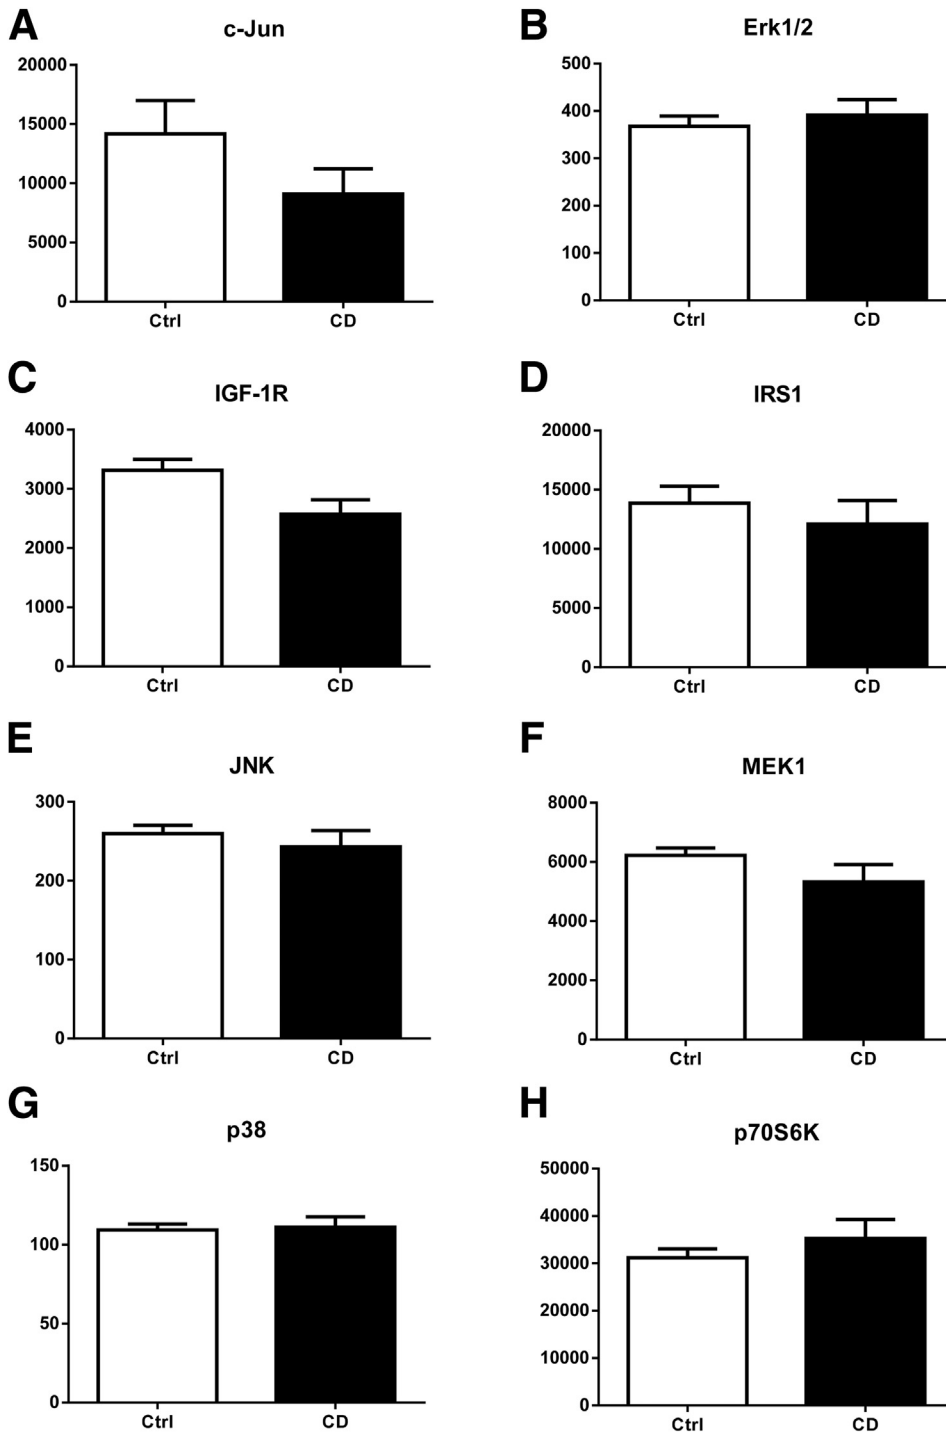 A
c-Jun
20000
15000
10000
5000
0
Ctrl CD
B
Erk1/2
500
400
300
200
100
0
Ctrl CD
C
IGF-1R
4000
3000
2000
1000
0
Ctrl CD
D
IRS1
20000
15000
10000
5000
0
Ctrl CD
E
JNK
300
200
100
0
Ctrl CD
F
MEK1
8000
6000
4000
2000
0
Ctrl CD
G
p38
150
100
50
0
Ctrl CD
H
p70S6K
50000
40000
30000
20000
10000
0
Ctrl CD